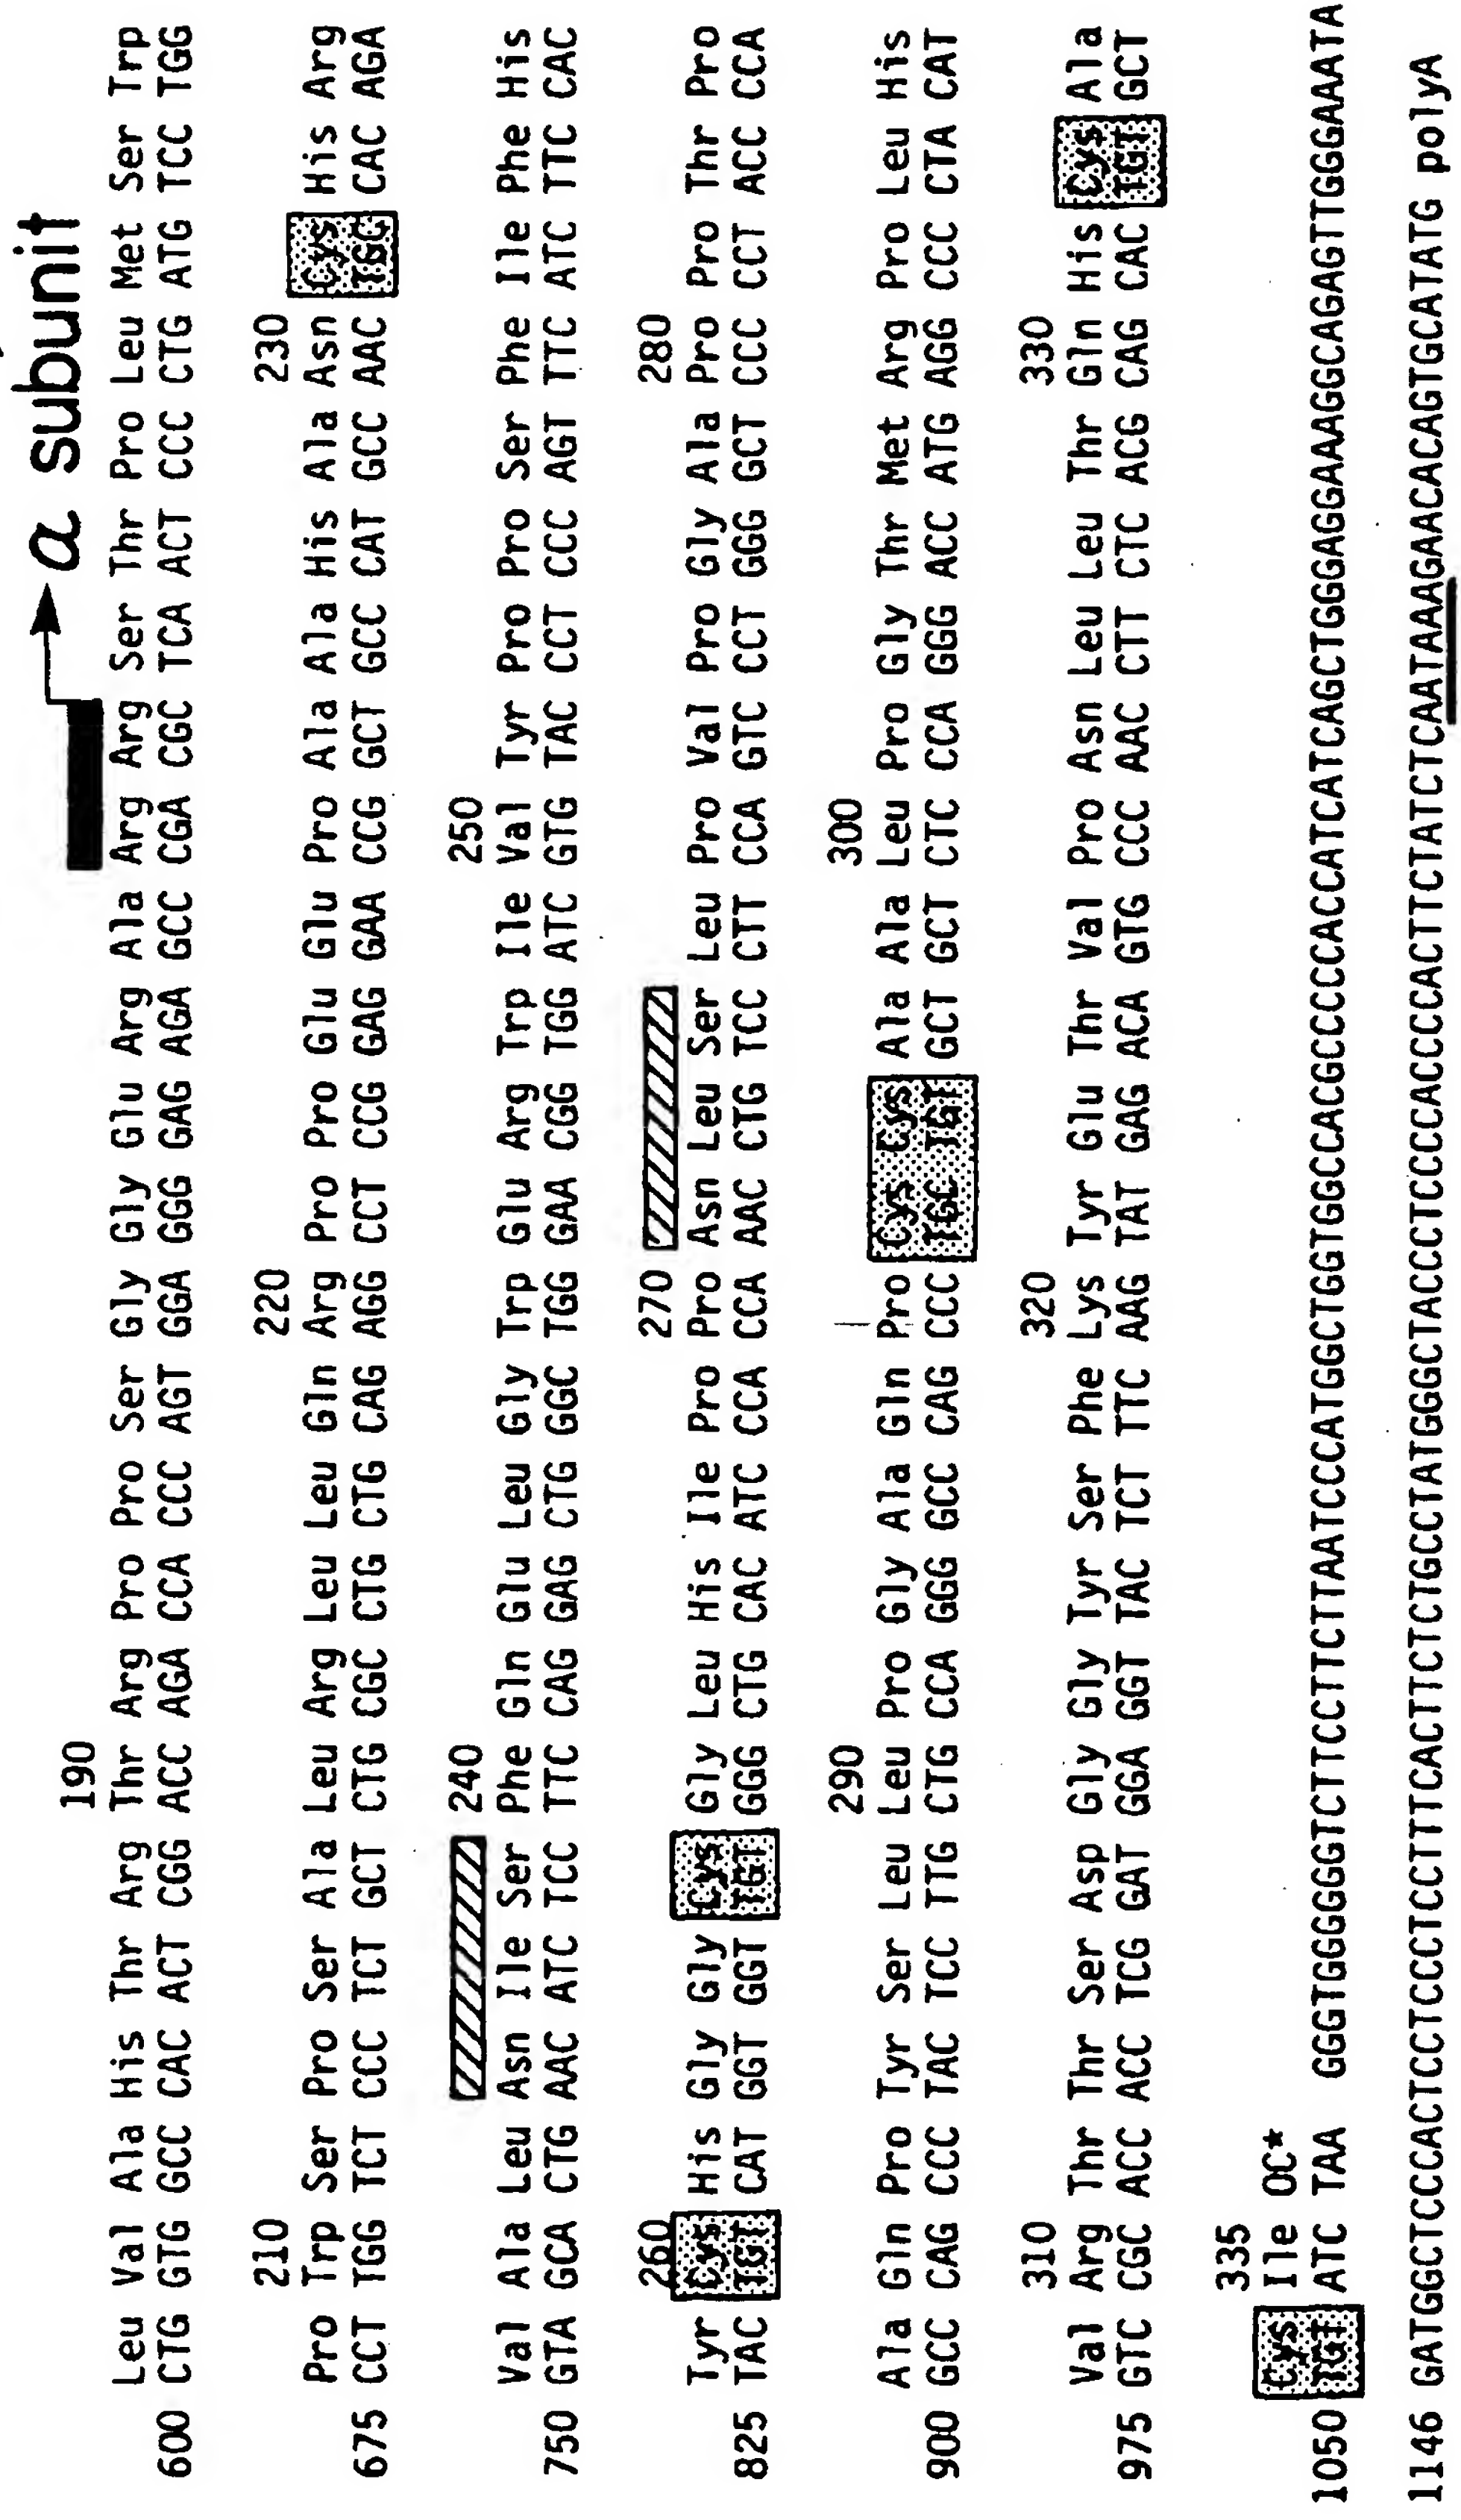 α subunit
190
Leu Val Ala His Thr Arg Thr Arg Pro Pro Ser Gly Gly Glu Arg Ala Arg Arg Ser Thr Pro Leu Met Ser Trp
600 CTG GTG GCC CAC ACT CGG ACC AGA CCA CCC AGT GGA GGG GAG AGA GCC CGA CGC TCA ACT CCC CTG ATG TCC TGG
210 220 230
Pro Trp Ser Pro Ser Ala Leu Arg Leu Leu Gln Arg Pro Pro Glu Glu Pro Ala Ala His Ala Asn Cys His Arg
675 CCT TGG TCT CCC TCT GCT CTG CGC CTG CTG CAG AGG CCT CCG GAG GAA CCG GCT GCC CAT GCC AAC CAC AGA
240 250
Val Ala Leu Asn Ile Ser Phe Gln Glu Leu Gly Trp Glu Arg Trp Ile Val Tyr Pro Pro Ser Phe Ile Phe His
750 GTA GCA CTG AAC ATC TCC TTC CAG GAG CTG GGC TGG GAA CGG TGG ATC GTG TAC CCT CCC AGT TTC ATC TTC CAC
260 270 280
Tyr Cys His Gly Gly Cys Gly Leu His Ile Pro Pro Asn Leu Ser Leu Pro Val Pro Gly Ala Pro Pro Thr Pro
825 TAC TGT CAT GGT GGT TGT GGG CTG CAC ATC CCA CCA AAC CTG TCC CTT CCA GTC CCT GGG GCT CCC CCT ACC CCA
290 300
Ala Gln Pro Tyr Ser Leu Leu Pro Gly Ala Gln Pro Cys Cys Ala Ala Leu Pro Gly Thr Met Arg Pro Leu His
900 GCC CAG CCC TAC TCC TTG CTG CCA GGG GCC CAG CCC TGC TGT GCT GCT CTC CCA GGG ACC ATG AGG CCC CTA CAT
310 320 330
Val Arg Thr Thr Ser Asp Gly Gly Tyr Ser Phe Lys Tyr Glu Thr Val Pro Asn Leu Leu Thr Gln His Cys Ala
975 GTC CGC ACC ACC TCG GAT GGA GGT TAC TCT TTC AAG TAT GAG ACA GTG CCC AAC CTT CTC ACG CAG CAC TGT GCT
335
Cys Ile OC*
1050 TGT ATC TAA GGGTGGGGGGTCTTCCTTCTTAATCCCATGGCTGGTGGCCACGCCCCCACCATCATCAGCTGGGAGGAAAGGCAGAGTTGGGAAATA
1146 GATGGCTCCCACTCCTCCCTCCTTTCACTTCTCTGCCTATGGGCTACCCTCCCCACCCCACTTCTATCTCAATAAAGAACACAGTGCATATG polyA